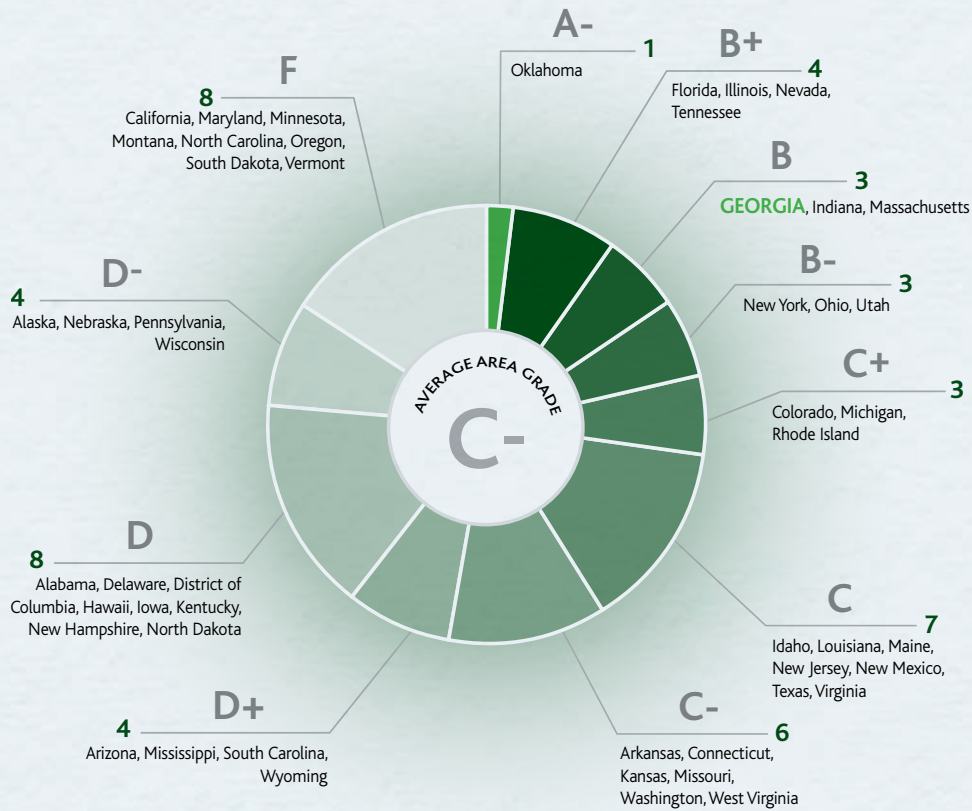 A-
1
Oklahoma
B+
4
Florida, Illinois, Nevada,
Tennessee
B
3
GEORGIA, Indiana, Massachusetts
B-
3
New York, Ohio, Utah
C+
3
Colorado, Michigan,
Rhode Island
C
7
Idaho, Louisiana, Maine,
New Jersey, New Mexico,
Texas, Virginia
C-
6
Arkansas, Connecticut,
Kansas, Missouri,
Washington, West Virginia
D+
4
Arizona, Mississippi, South Carolina,
Wyoming
D
8
Alabama, Delaware, District of
Columbia, Hawaii, Iowa, Kentucky,
New Hampshire, North Dakota
D-
4
Alaska, Nebraska, Pennsylvania,
Wisconsin
F
8
California, Maryland, Minnesota,
Montana, North Carolina, Oregon,
South Dakota, Vermont
AVERAGE AREA GRADE
C-